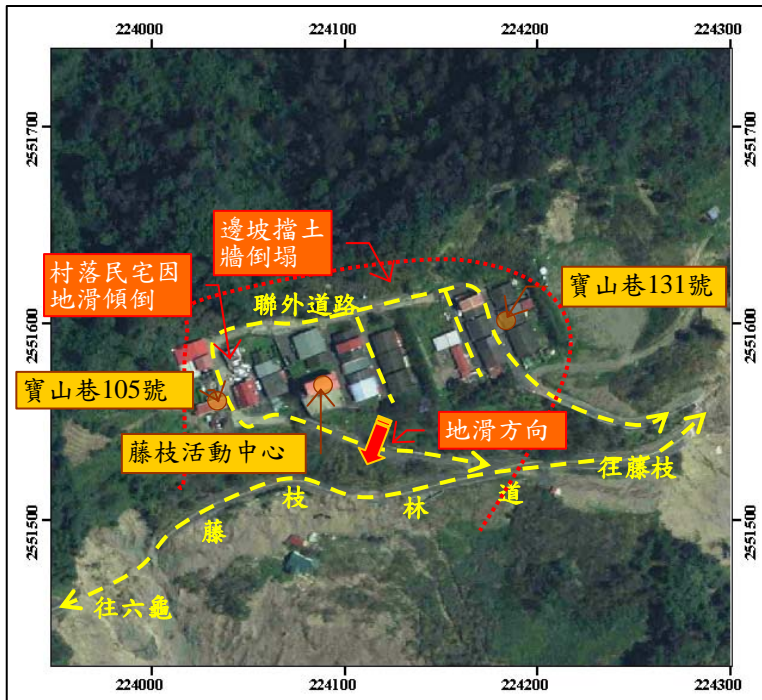 224000
224100
224200
224300
2551700
2551700
邊坡擋土
牆倒塌
村落民宅因
地滑傾倒
寶山巷131號
聯外道路
2551600
2551600
寶山巷105號
藤枝活動中心
地滑方向
往藤枝
藤枝林道
2551500
2551500
往六龜
224000
224100
224200
224300